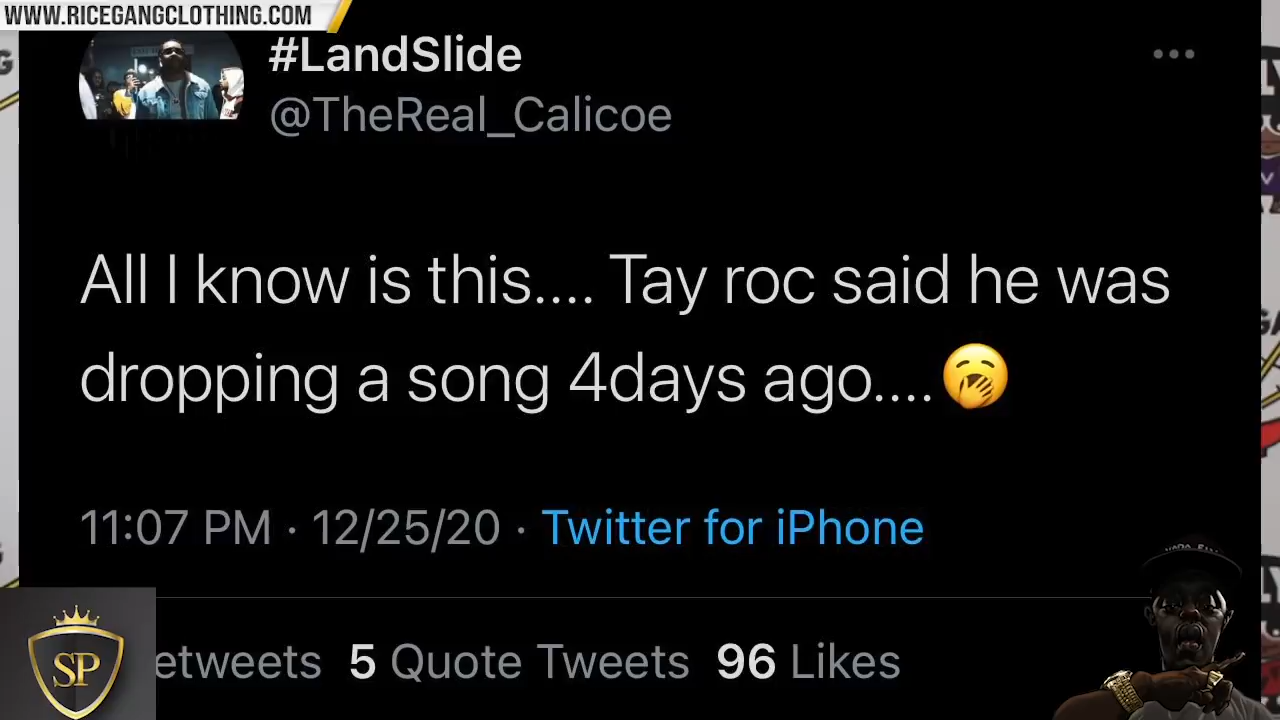 WWW.RICEGANGCLOTHING.COM
#LandSlide
@TheReal_Calicoe
All I know is this.... Tay roc said he was
dropping a song 4days ago....🥱
11:07 PM · 12/25/20 · Twitter for iPhone
etweets 5 Quote Tweets 96 Likes
SP